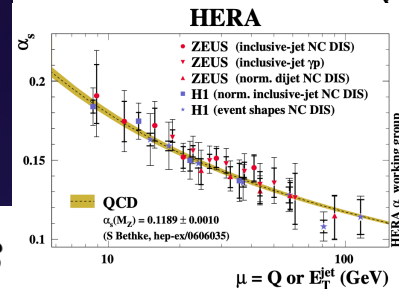 HERA
α
α_s
ZEUS (inclusive-jet NC DIS)
ZEUS (inclusive-jet γp)
ZEUS (norm. dijet NC DIS)
H1 (norm. inclusive-jet NC DIS)
H1 (event shapes NC DIS)
0.2
0.15
0.1
QCD
α_s(M_Z) = 0.1189 ± 0.0010
(S Bethke, hep-ex/0606035)
HERA α_s working group
10
100
μ = Q or E_T^jet (GeV)